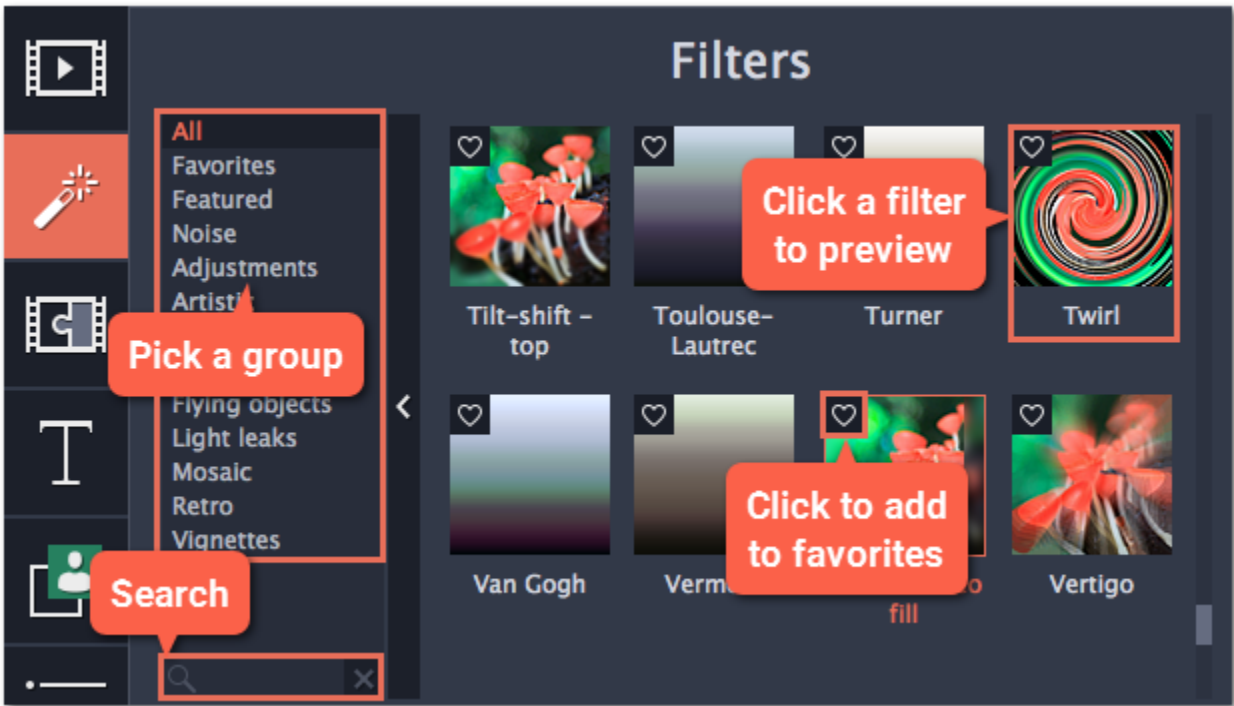 Filters
All
Favorites
Featured
Noise
Adjustments
Pick a group
Flying objects
Light leaks
Mosaic
Retro
Vignettes
Search
Click a filter
to preview
Tilt-shift -
top
Toulouse-
Lautrec
Turner
Twirl
Click to add
to favorites
Van Gogh
fill
Vertigo